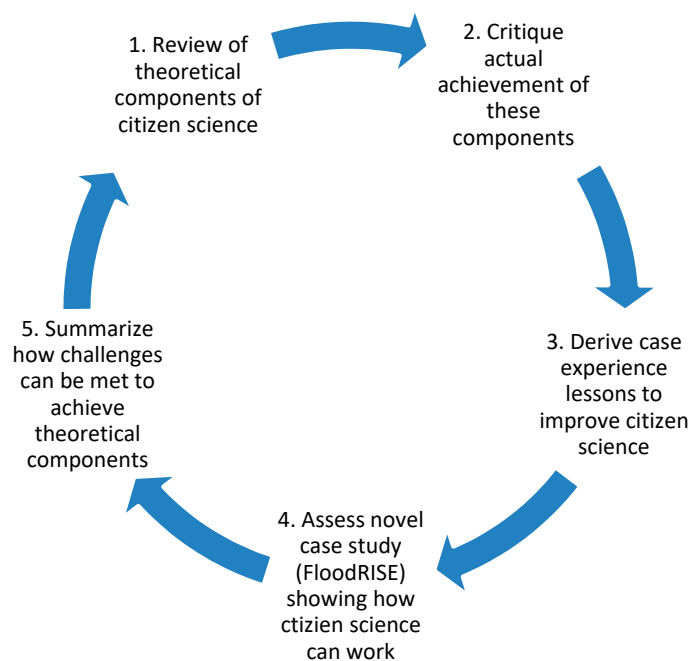 1. Review of
theoretical
components of
citizen science
2. Critique
actual
achievement of
these
components
3. Derive case
experience
lessons to
improve citizen
science
4. Assess novel
case study
(FloodRISE)
showing how
ctizien science
can work
5. Summarize
how challenges
can be met to
achieve
theoretical
components